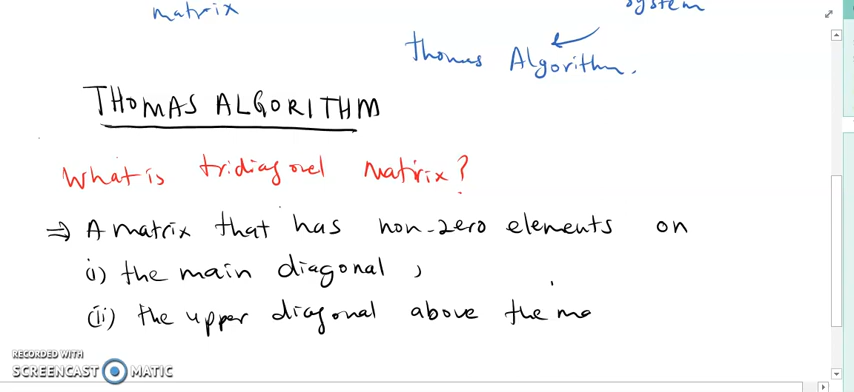 matrix
system
thomas Algorithm.
THOMAS ALGORITHM
What is tridiagonal Matrix?
⇒ A matrix that has non-zero elements on
(i) the main diagonal,
(ii) the upper diagonal above the ma
RECORDED WITH
SCREENCAST MATIC